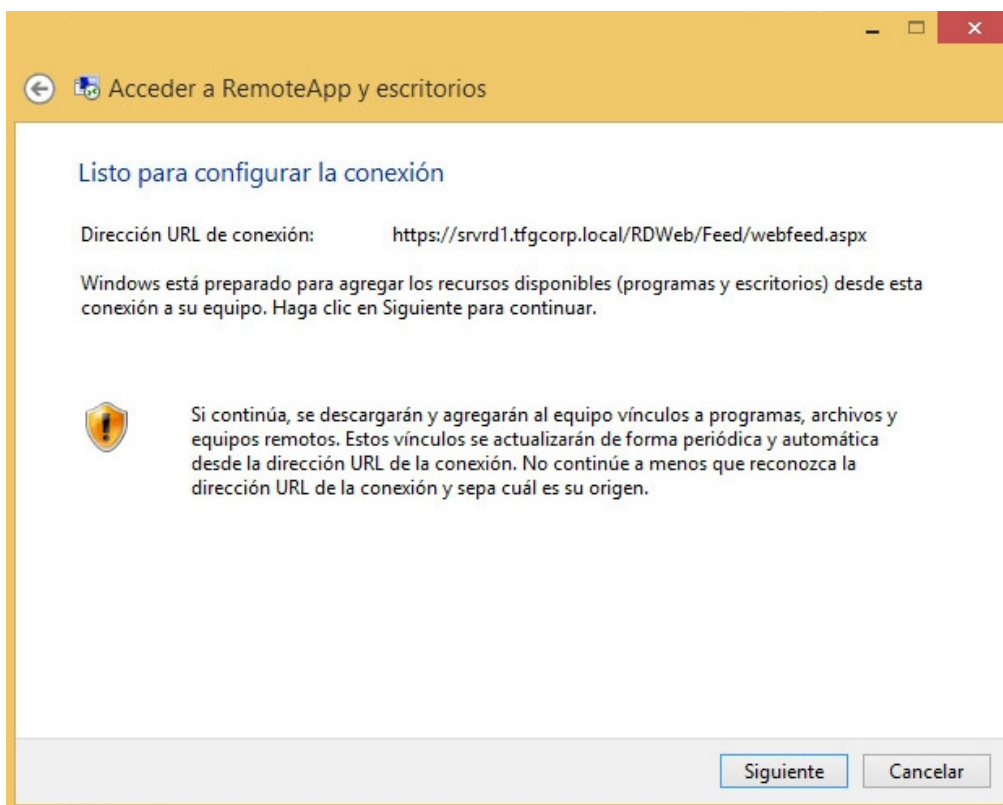 Acceder a RemoteApp y escritorios
Listo para configurar la conexión
Dirección URL de conexión: https://srvrd1.tfgcorp.local/RDWeb/Feed/webfeed.aspx
Windows está preparado para agregar los recursos disponibles (programas y escritorios) desde esta
conexión a su equipo. Haga clic en Siguiente para continuar.
Si continúa, se descargarán y agregarán al equipo vínculos a programas, archivos y
equipos remotos. Estos vínculos se actualizarán de forma periódica y automática
desde la dirección URL de la conexión. No continúe a menos que reconozca la
dirección URL de la conexión y sepa cuál es su origen.
Siguiente Cancelar